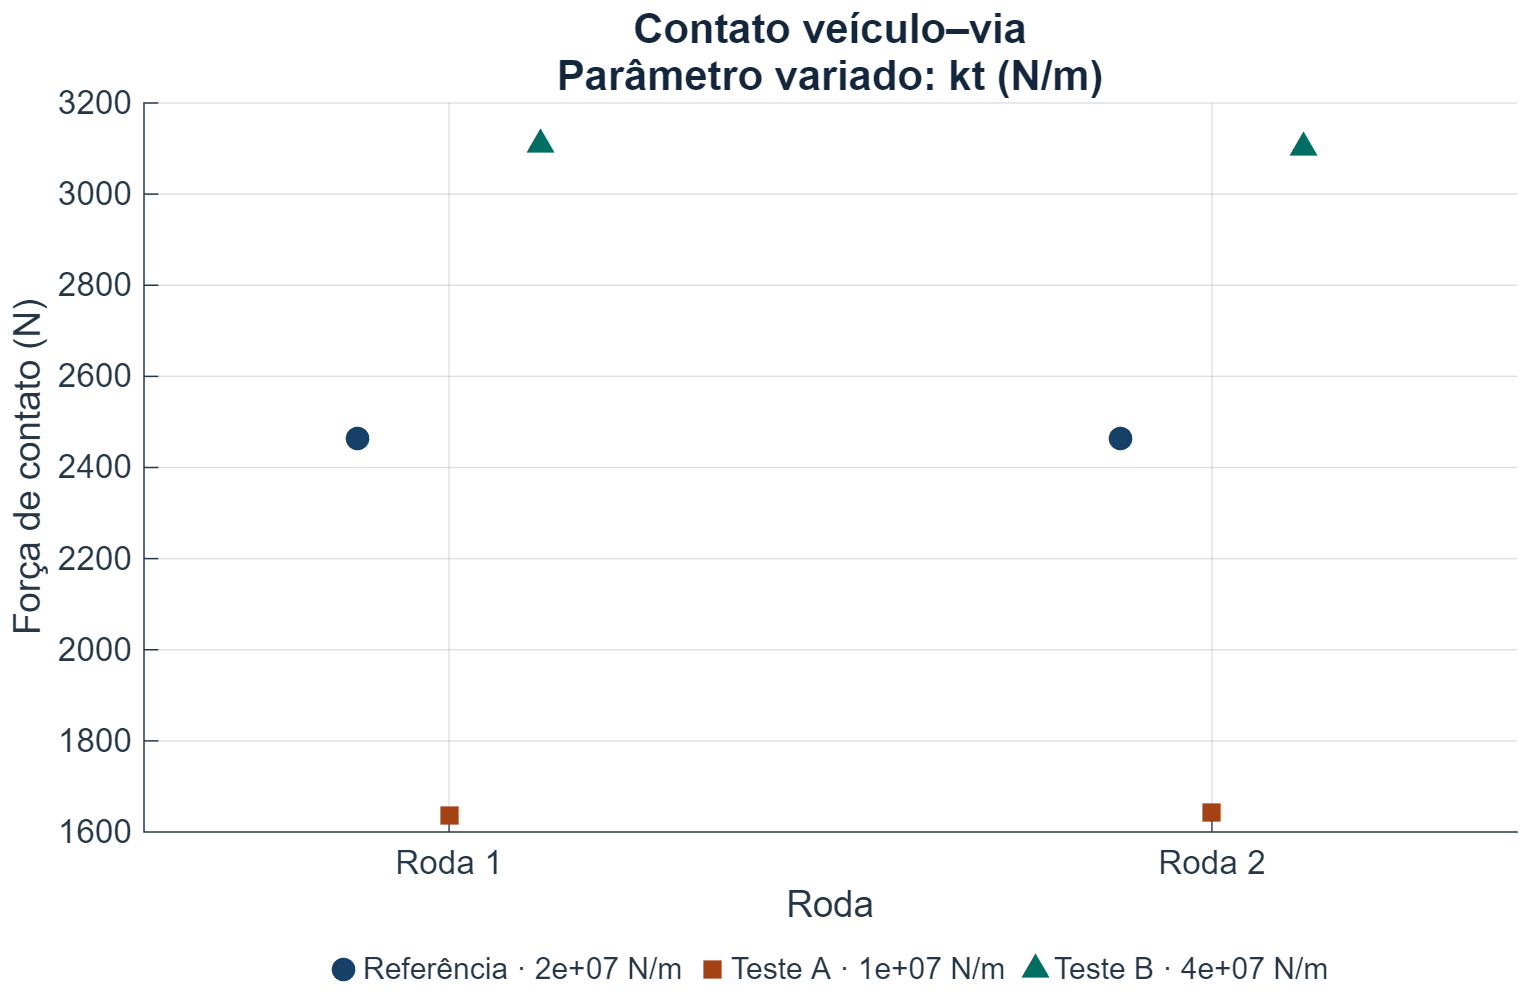 Contato veículo–via
Parâmetro variado: kt (N/m)
3200
3000
2800
2600
2400
2200
2000
1800
1600
Força de contato (N)
Roda 1
Roda 2
Roda
Referência · 2e+07 N/m
Teste A · 1e+07 N/m
Teste B · 4e+07 N/m